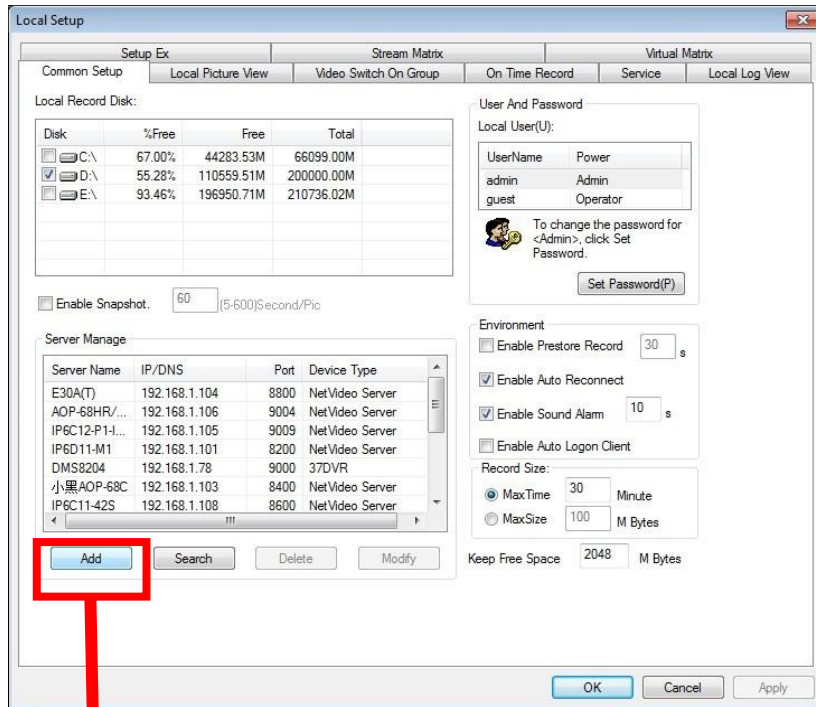 Local Setup
Setup Ex Stream Matrix Virtual Matrix
Common Setup Local Picture View Video Switch On Group On Time Record Service Local Log View
Local Record Disk:
Disk %Free Free Total
C:\ 67.00% 44283.53M 66099.00M
D:\ 55.28% 110559.51M 200000.00M
E:\ 93.46% 196950.71M 210736.02M
Enable Snapshot. 60 (5-600)Second/Pic
Server Manage
Server Name IP/DNS Port Device Type
E30A(T) 192.168.1.104 8800 NetVideo Server
AOP-68HR/... 192.168.1.106 9004 NetVideo Server
IP6C12-P1-I... 192.168.1.105 9009 NetVideo Server
IP6D11-M1 192.168.1.101 8200 NetVideo Server
DMS8204 192.168.1.78 9000 37DVR
小黑AOP-68C 192.168.1.103 8400 NetVideo Server
IP6C11-42S 192.168.1.108 8600 NetVideo Server
Add Search Delete Modify
User And Password
Local User(U):
UserName Power
admin Admin
guest Operator
To change the password for
<Admin>, click Set
Password.
Set Password(P)
Environment
Enable Prestore Record 30 s
Enable Auto Reconnect
Enable Sound Alarm 10 s
Enable Auto Logon Client
Record Size:
MaxTime 30 Minute
MaxSize 100 M Bytes
Keep Free Space 2048 M Bytes
OK Cancel Apply